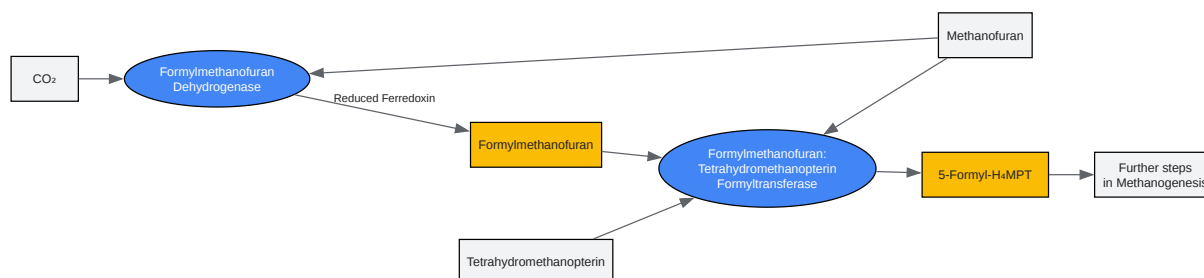 Methanofuran
CO₂
Formylmethanofuran
Dehydrogenase
Reduced Ferredoxin
Formylmethanofuran
Formylmethanofuran:
Tetrahydromethanopterin
Formyltransferase
5-Formyl-H₄MPT
Further steps
in Methanogenesis
Tetrahydromethanopterin